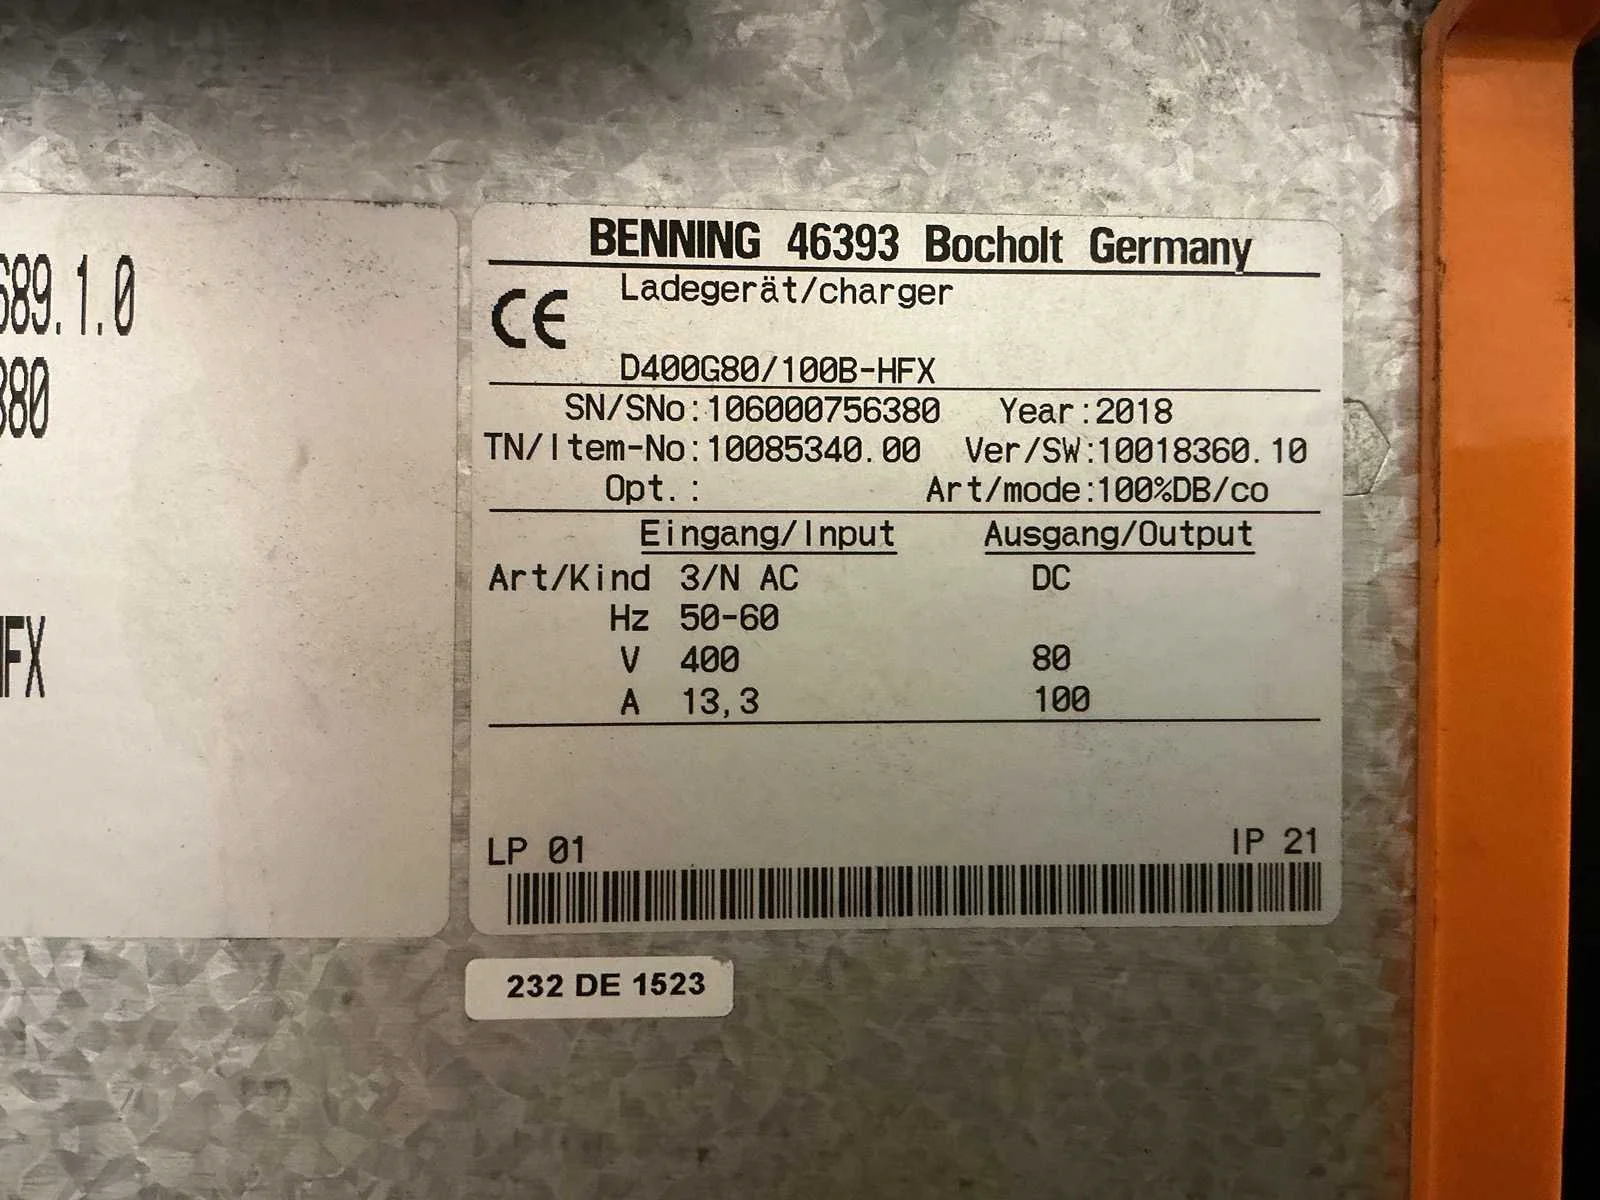 689.1.0
380
HFX
BENNING 46393 Bocholt Germany
CE Ladegerät/charger
D400G80/100B-HFX
SN/SNo:106000756380 Year:2018
TN/Item-No:10085340.00 Ver/SW:10018360.10
Opt.: Art/mode:100%DB/co
Eingang/Input Ausgang/Output
Art/Kind 3/N AC DC
Hz 50-60
V 400 80
A 13,3 100
LP 01 IP 21
232 DE 1523